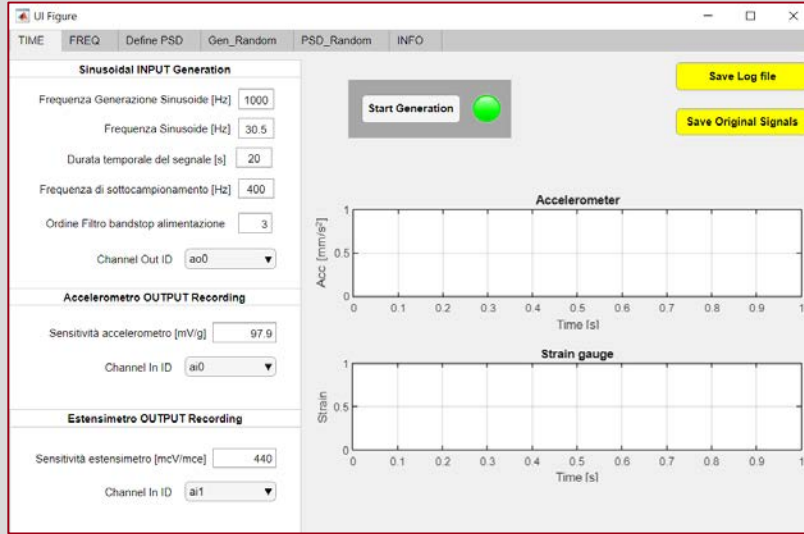 UI Figure
TIME FREQ Define PSD Gen_Random PSD_Random INFO
Sinusoidal INPUT Generation
Frequenza Generazione Sinusoide [Hz] 1000
Frequenza Sinusoide [Hz] 30.5
Durata temporale del segnale [s] 20
Frequenza di sottocampionamento [Hz] 400
Ordine Filtro bandstop alimentazione 3
Channel Out ID ao0
Accelerometro OUTPUT Recording
Sensitività accelerometro [mV/g] 97.9
Channel In ID ai0
Estensimetro OUTPUT Recording
Sensitività estensimetro [mcV/mce] 440
Channel In ID ai1
Start Generation
Save Log file
Save Original Signals
Accelerometer
Acc [mm/s²]
1
0.5
0
0 0.1 0.2 0.3 0.4 0.5 0.6 0.7 0.8 0.9 1
Time [s]
Strain gauge
Strain
1
0.5
0
0 0.1 0.2 0.3 0.4 0.5 0.6 0.7 0.8 0.9 1
Time [s]